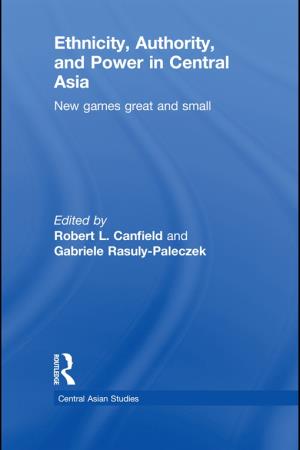 Ethnicity, Authority,
and Power in Central
Asia
New games great and small
Edited by
Robert L. Canfield and
Gabriele Rasuly-Paleczek
ROUTLEDGE
Central Asian Studies